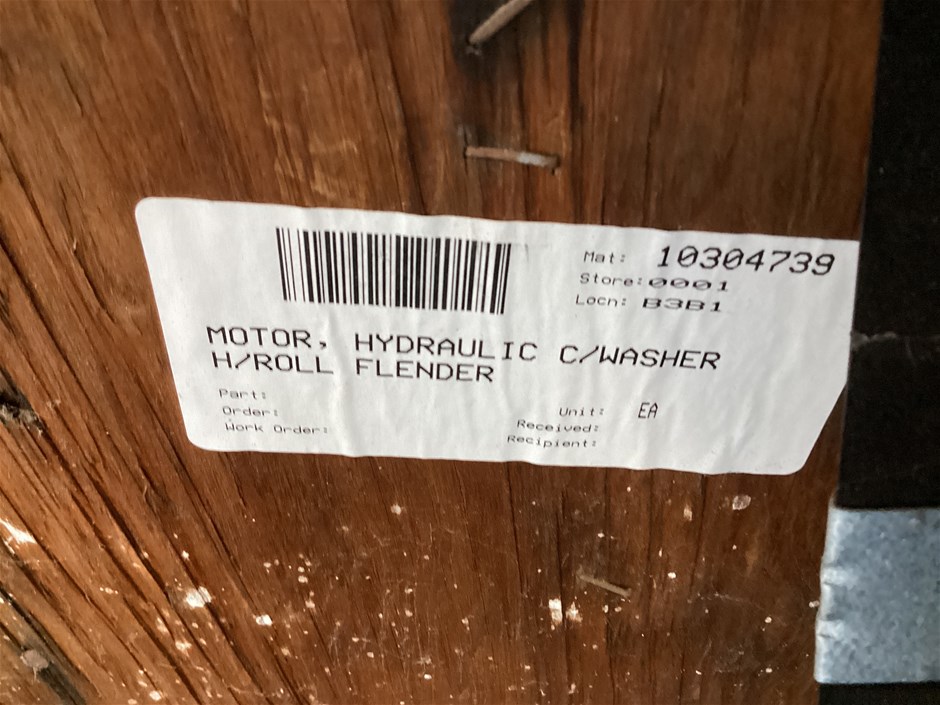 Mat: 10304739
Store: 0001
Locn: B3B1
MOTOR, HYDRAULIC C/WASHER
H/ROLL FLENDER
Part:
Order:
Work Order:
Unit: EA
Received:
Recipient: